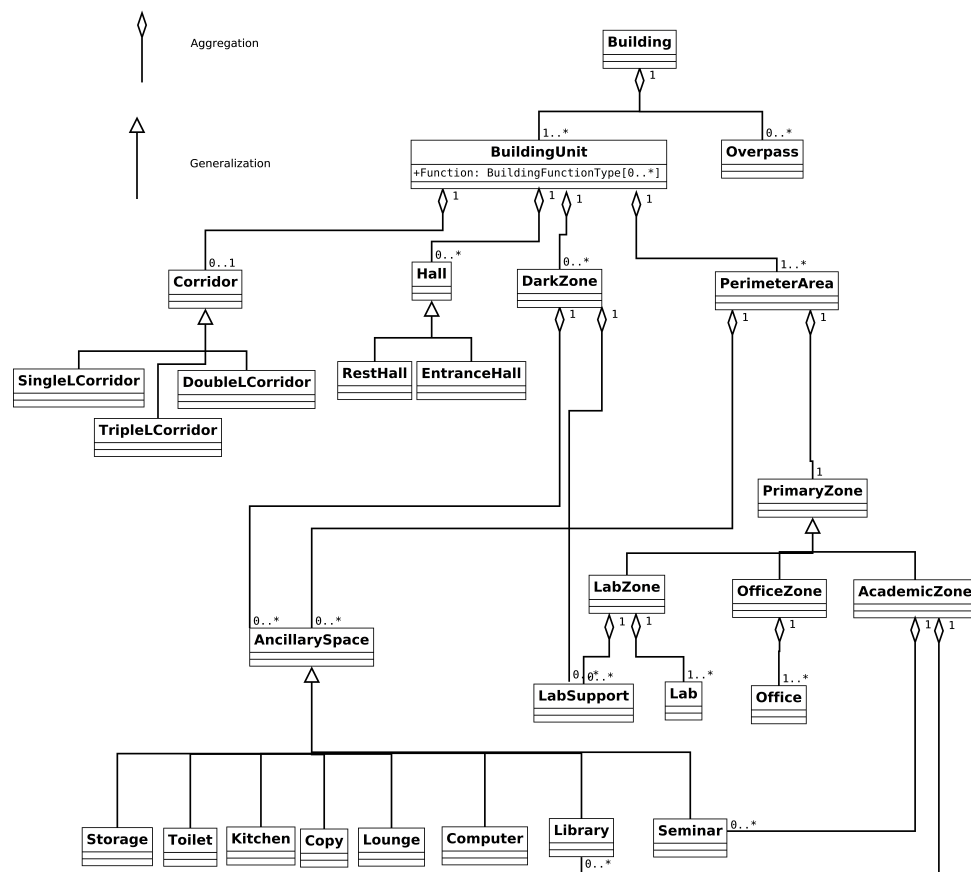 Aggregation
Building
1
1..*
0..*
BuildingUnit
Overpass
+Function: BuildingFunctionType[0..*]
Generalization
1
1
1
1
0..1
0..*
0..*
1..*
Corridor
Hall
DarkZone
PerimeterArea
1
1
1
1
SingleLCorridor
DoubleLCorridor
RestHall
EntranceHall
TripleLCorridor
1
PrimaryZone
LabZone
OfficeZone
AcademicZone
1
1
1
1
1
0..*
0..*
AncillarySpace
0..*
0..*
1..*
1..*
LabSupport
Lab
Office
Storage
Toilet
Kitchen
Copy
Lounge
Computer
Library
Seminar
0..*
0..*